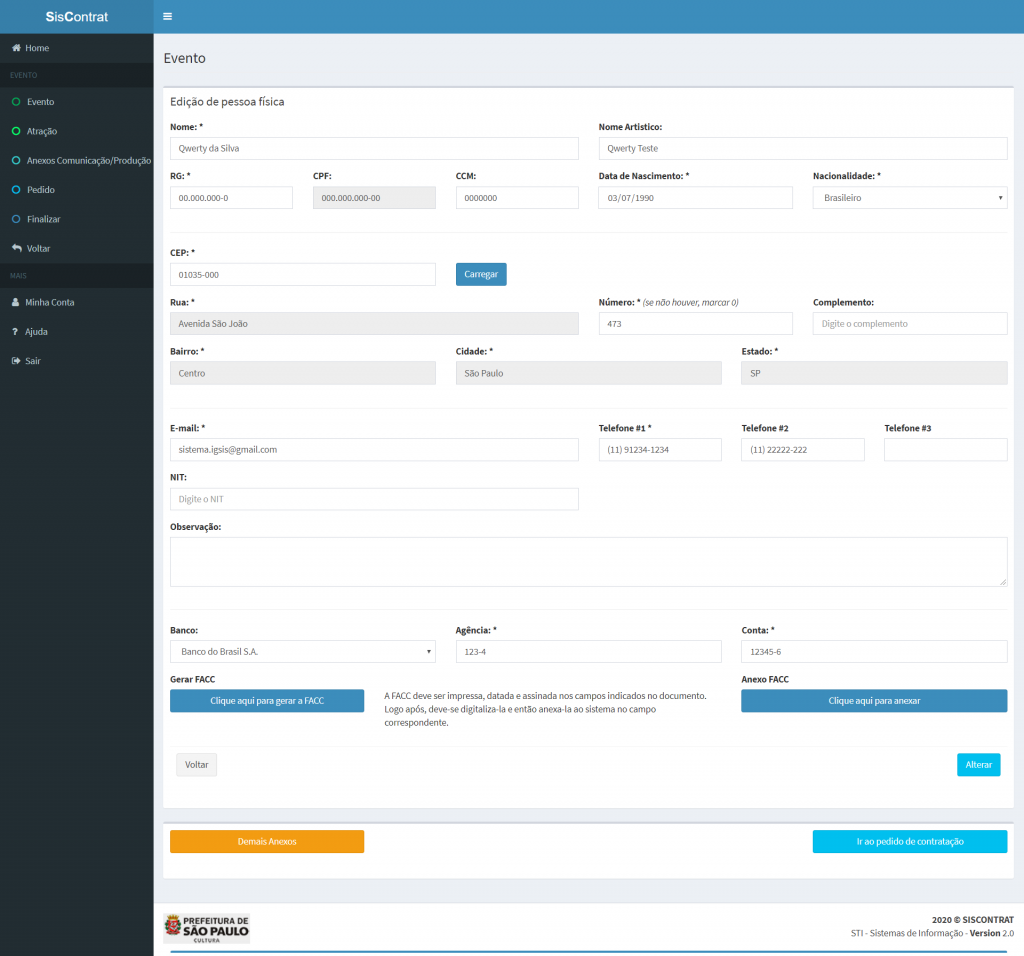 SisContrat
Home
EVENTO
Evento
Atração
Anexos Comunicação/Produção
Pedido
Finalizar
Voltar
MAIS
Minha Conta
Ajuda
Sair
Evento
Edição de pessoa física
Nome: * Nome Artistico:
Qwerty da Silva Qwerty Teste
RG: * CPF: CCM: Data de Nascimento: * Nacionalidade: *
00.000.000-0 000.000.000-00 0000000 03/07/1990 Brasileiro
CEP: *
01035-000 Carregar
Rua: * Número: * (se não houver, marcar 0) Complemento:
Avenida São João 473 Digite o complemento
Bairro: * Cidade: * Estado: *
Centro São Paulo SP
E-mail: * Telefone #1 * Telefone #2 Telefone #3
sistema.igsis@gmail.com (11) 91234-1234 (11) 22222-222
NIT:
Digite o NIT
Observação:
Banco: Agência: * Conta: *
Banco do Brasil S.A. 123-4 12345-6
Gerar FACC Anexo FACC
Clique aqui para gerar a FACC A FACC deve ser impressa, datada e assinada nos campos indicados no documento. Clique aqui para anexar
Logo após, deve-se digitaliza-la e então anexa-la ao sistema no campo
correspondente.
Voltar Alterar
Demais Anexos Ir ao pedido de contratação
PREFEITURA DE
SÃO PAULO
CULTURA
2020 © SISCONTRAT
STI - Sistemas de Informação - Version 2.0